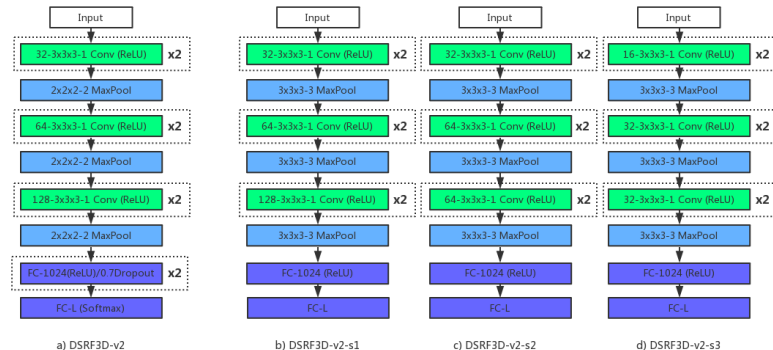 Input
32-3x3x3-1 Conv (ReLU) x2
2x2x2-2 MaxPool
64-3x3x3-1 Conv (ReLU) x2
2x2x2-2 MaxPool
128-3x3x3-1 Conv (ReLU) x2
2x2x2-2 MaxPool
FC-1024(ReLU)/0.7Dropout x2
FC-L (Softmax)
a) DSRF3D-v2
Input
32-3x3x3-1 Conv (ReLU) x2
3x3x3-3 MaxPool
64-3x3x3-1 Conv (ReLU) x2
3x3x3-3 MaxPool
128-3x3x3-1 Conv (ReLU) x2
3x3x3-3 MaxPool
FC-1024 (ReLU)
FC-L
b) DSRF3D-v2-s1
Input
32-3x3x3-1 Conv (ReLU) x2
3x3x3-3 MaxPool
64-3x3x3-1 Conv (ReLU) x2
3x3x3-3 MaxPool
64-3x3x3-1 Conv (ReLU) x2
3x3x3-3 MaxPool
FC-1024 (ReLU)
FC-L
c) DSRF3D-v2-s2
Input
16-3x3x3-1 Conv (ReLU) x2
3x3x3-3 MaxPool
32-3x3x3-1 Conv (ReLU) x2
3x3x3-3 MaxPool
32-3x3x3-1 Conv (ReLU) x2
3x3x3-3 MaxPool
FC-1024 (ReLU)
FC-L
d) DSRF3D-v2-s3